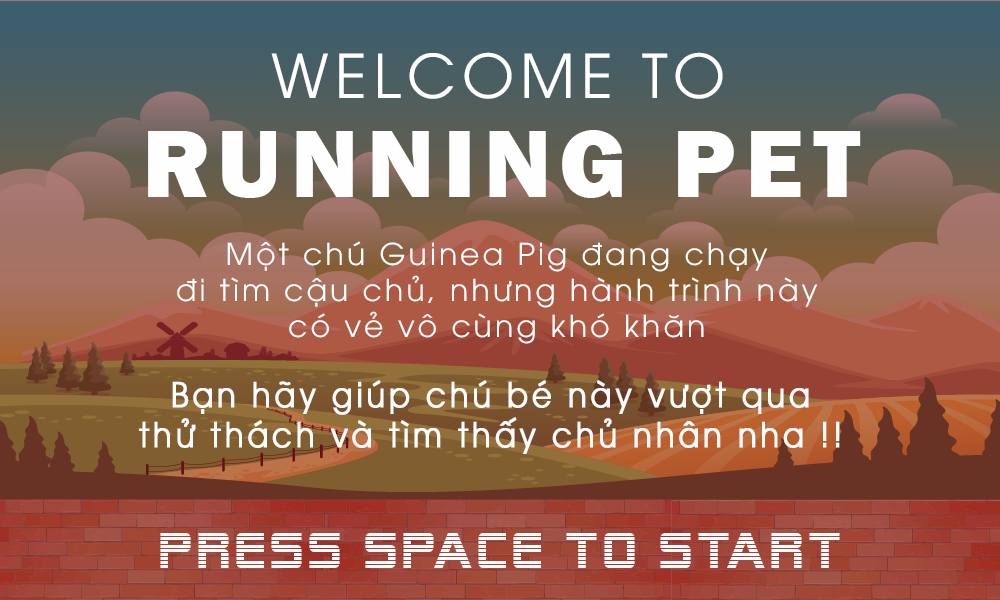 WELCOME TO
RUNNING PET
Một chú Guinea Pig đang chạy
đi tìm cậu chủ, nhưng hành trình này
có vẻ vô cùng khó khăn
Bạn hãy giúp chú bé này vượt qua
thử thách và tìm thấy chủ nhân nha !!
PRESS SPACE TO START